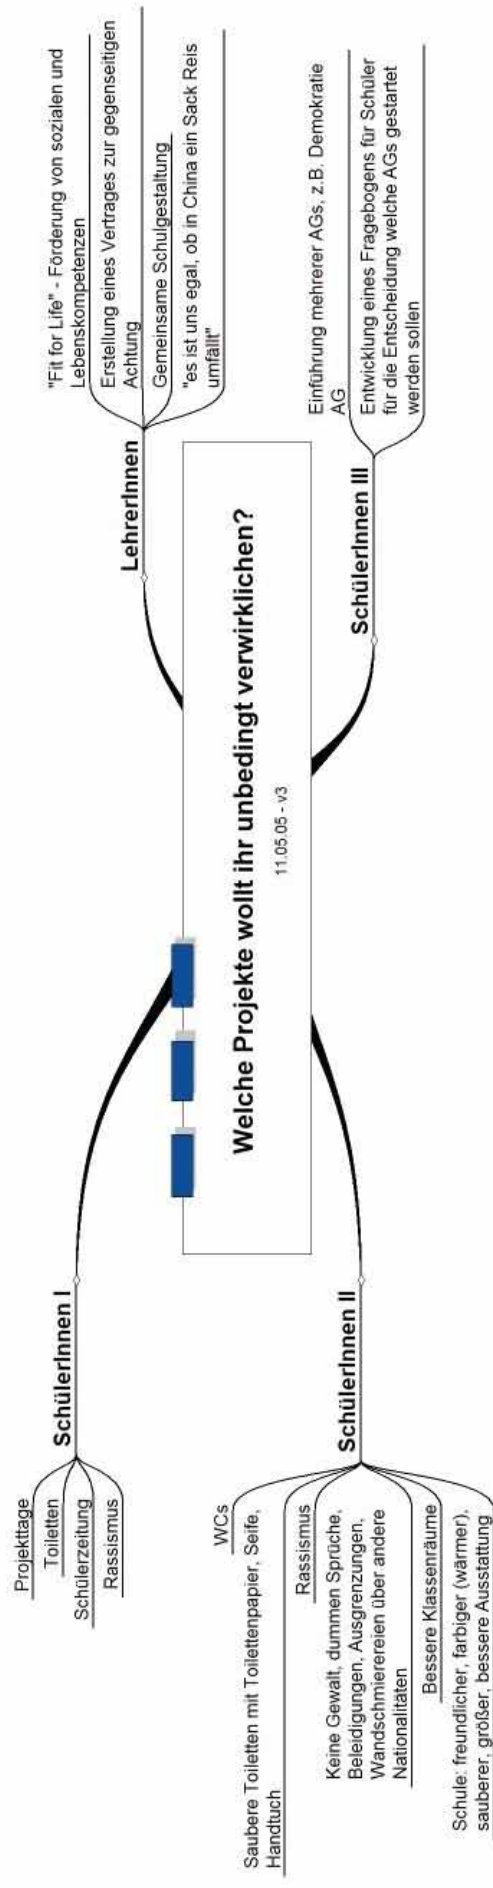 Welche Projekte wollt ihr unbedingt verwirklichen?
11.05.05 - v3
SchülerInnen I
Projekttage
Toiletten
Schülerzeitung
Rassismus
SchülerInnen II
WCs
Saubere Toiletten mit Toilettenpapier, Seife,
Handtuch
Rassismus
Keine Gewalt, dummen Sprüche,
Beleidigungen, Ausgrenzungen,
Wandschmierereien über andere
Nationalitäten
Bessere Klassenräume
Schule: freundlicher, farbiger (wärmer),
sauberer, größer, bessere Ausstattung
LehrerInnen
"Fit for Life" - Förderung von sozialen und
Lebenskompetenzen
Erstellung eines Vertrages zur gegenseitigen
Achtung
Gemeinsame Schulgestaltung
"es ist uns egal, ob in China ein Sack Reis
umfällt"
SchülerInnen III
Einführung mehrerer AGs, z.B. Demokratie
AG
Entwicklung eines Fragebogens für Schüler
für die Entscheidung welche AGs gestartet
werden sollen